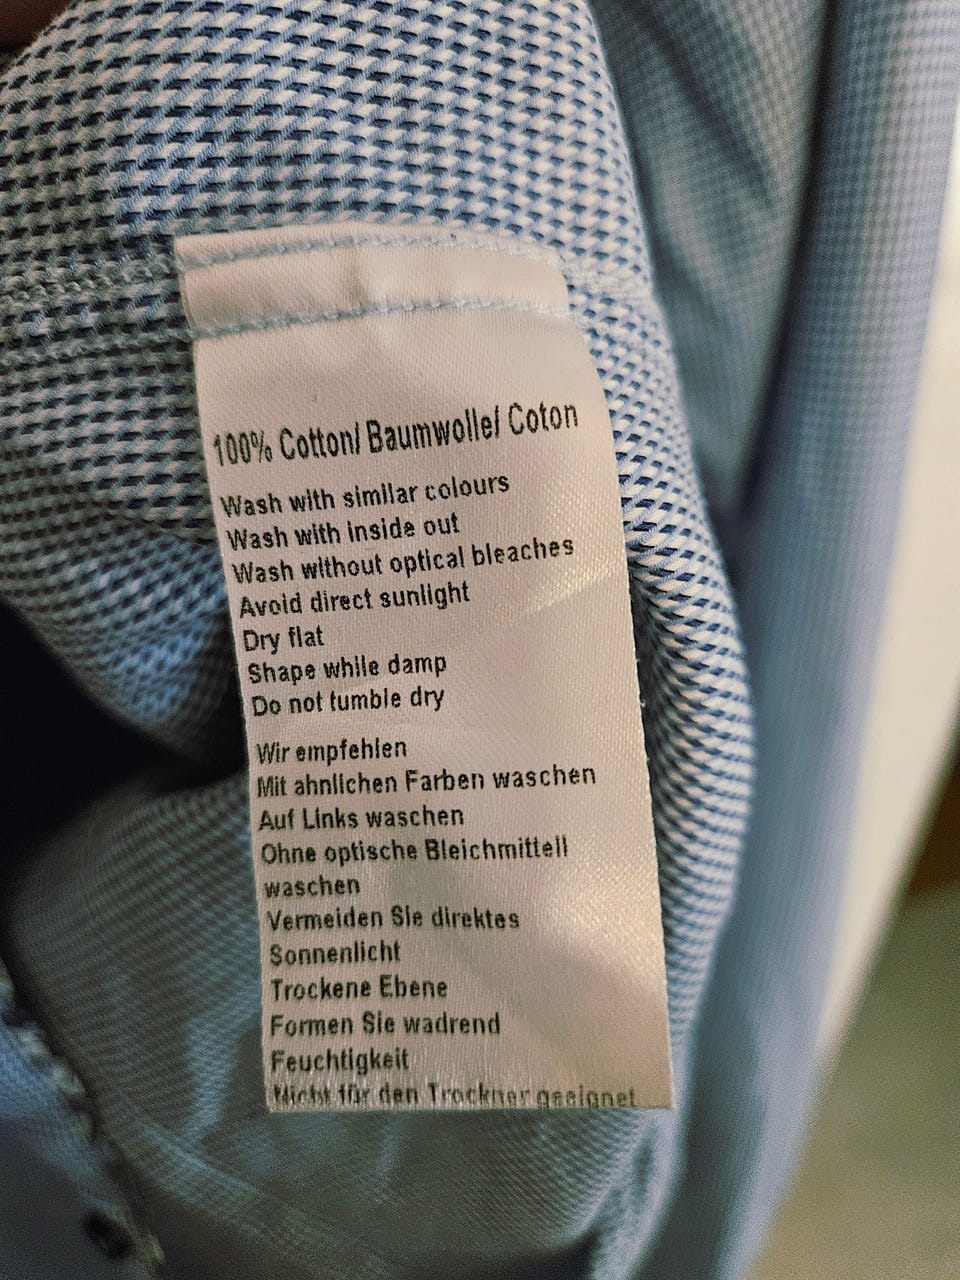 100% Cotton/ Baumwolle/ Coton
Wash with similar colours
Wash with inside out
Wash without optical bleaches
Avoid direct sunlight
Dry flat
Shape while damp
Do not tumble dry
Wir empfehlen
Mit ahnlichen Farben waschen
Auf Links waschen
Ohne optische Bleichmittell
waschen
Vermeiden Sie direktes
Sonnenlicht
Trockene Ebene
Formen Sie wadrend
Feuchtigkeit
Nicht für den Trockner geeignet